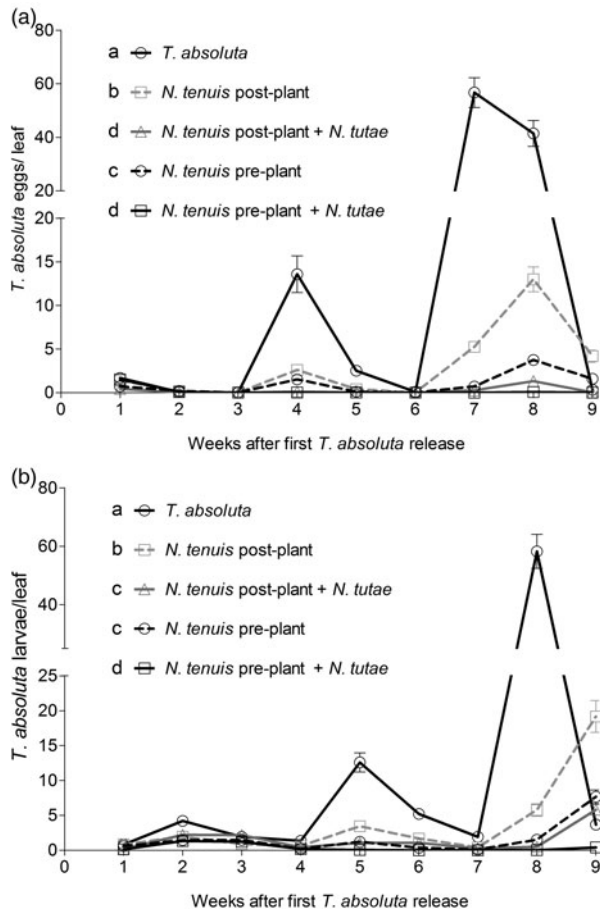 (a)
80
60
40
20
15
10
5
0
T. absoluta eggs/ leaf
a T. absoluta
b N. tenuis post-plant
d N. tenuis post-plant + N. tutae
c N. tenuis pre-plant
d N. tenuis pre-plant + N. tutae
0 1 2 3 4 5 6 7 8 9
Weeks after first T. absoluta release
(b)
80
60
40
25
20
15
10
5
0
T. absoluta larvae/leaf
a T. absoluta
b N. tenuis post-plant
c N. tenuis post-plant + N. tutae
c N. tenuis pre-plant
d N. tenuis pre-plant + N. tutae
0 1 2 3 4 5 6 7 8 9
Weeks after first T. absoluta release